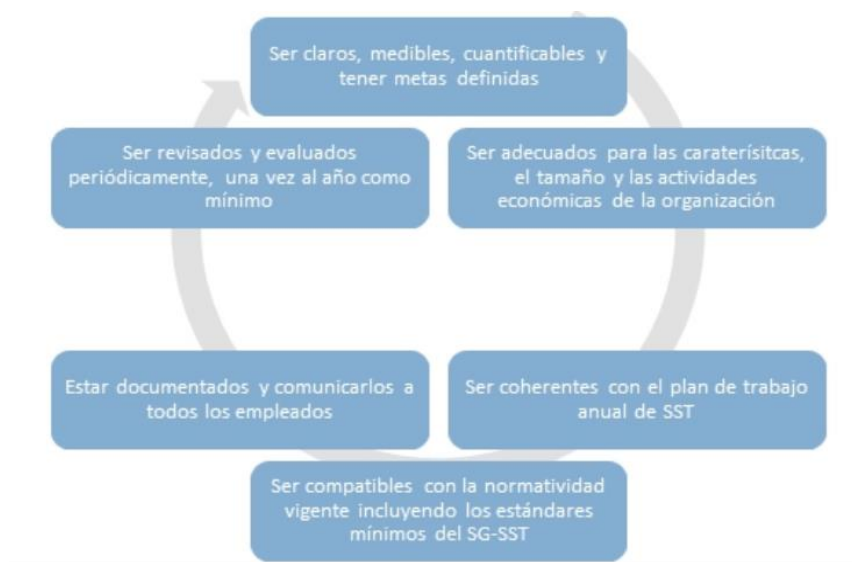 Ser claros, medibles, cuantificables y
tener metas definidas
Ser adecuados para las caraterísitcas,
el tamaño y las actividades
económicas de la organización
Ser coherentes con el plan de trabajo
anual de SST
Ser compatibles con la normatividad
vigente incluyendo los estándares
mínimos del SG-SST
Estar documentados y comunicarlos a
todos los empleados
Ser revisados y evaluados
periódicamente, una vez al año como
mínimo